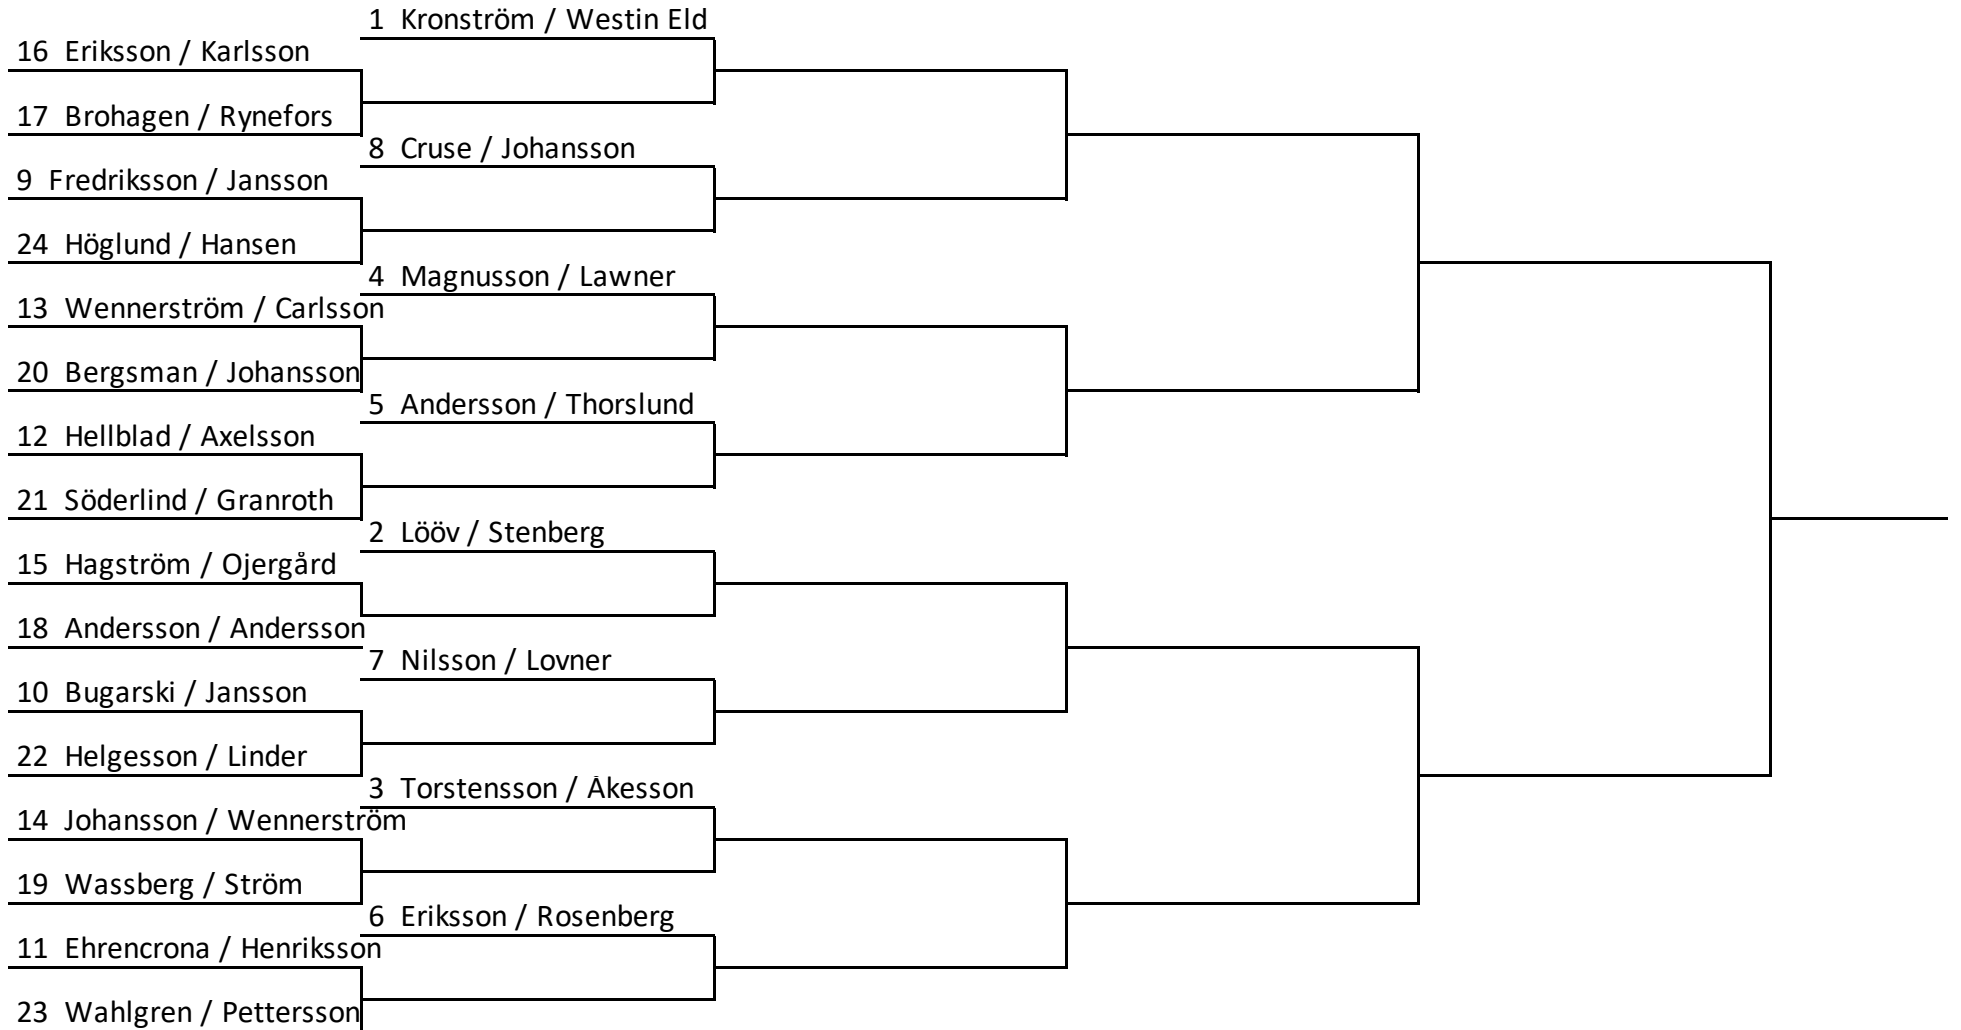 1 Kronström / Westin Eld
16 Eriksson / Karlsson
17 Brohagen / Rynefors
8 Cruse / Johansson
9 Fredriksson / Jansson
24 Höglund / Hansen
4 Magnusson / Lawner
13 Wennerström / Carlsson
20 Bergsman / Johansson
5 Andersson / Thorslund
12 Hellblad / Axelsson
21 Söderlind / Granroth
2 Lööv / Stenberg
15 Hagström / Ojergård
18 Andersson / Andersson
7 Nilsson / Lovner
10 Bugarski / Jansson
22 Helgesson / Linder
3 Torstensson / Åkesson
14 Johansson / Wennerström
19 Wassberg / Ström
6 Eriksson / Rosenberg
11 Ehrencrona / Henriksson
23 Wahlgren / Pettersson